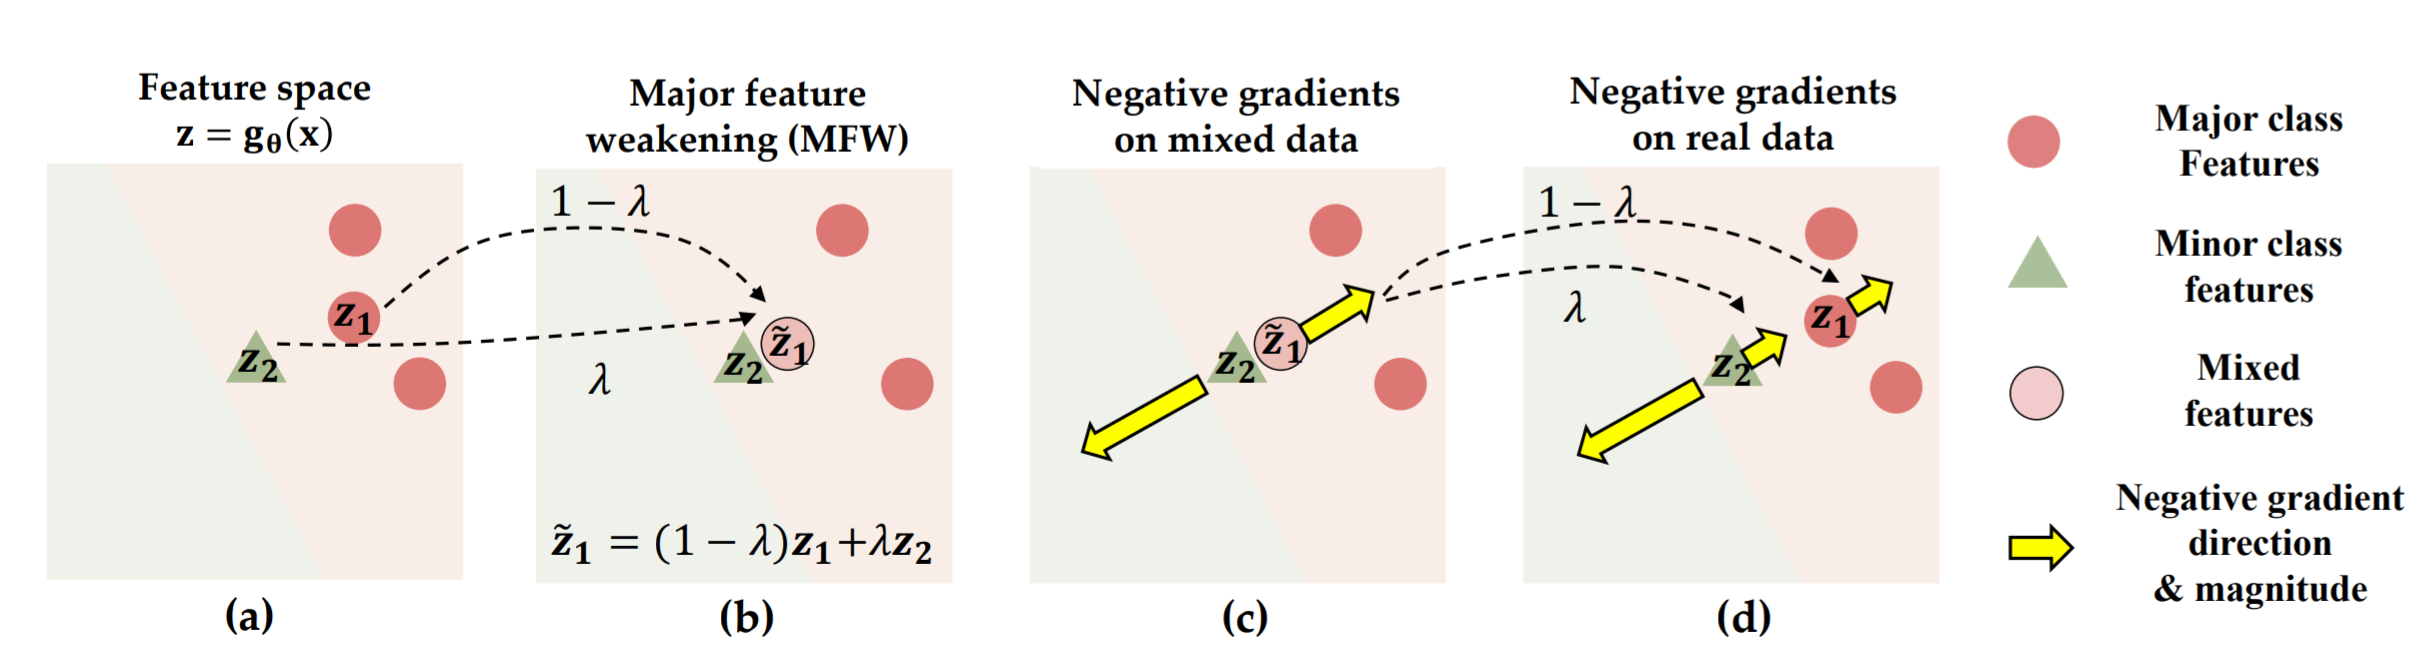 Feature space
z = g_θ(x)
z₁
z₂
(a)
Major feature
weakening (MFW)
1 − λ
z̃₁
z₂
λ
z̃₁ = (1 − λ)z₁+λz₂
(b)
Negative gradients
on mixed data
z₂
z̃₁
(c)
Negative gradients
on real data
1 − λ
λ
z₁
z₂
(d)
Major class
Features
Minor class
features
Mixed
features
Negative gradient
direction
& magnitude